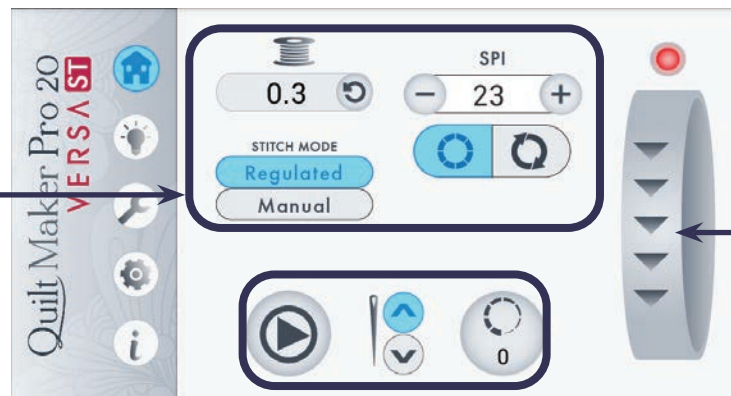 Quilt Maker Pro 20
VERSA ST
0.3
STITCH MODE
Regulated
Manual
SPI
23
0
i